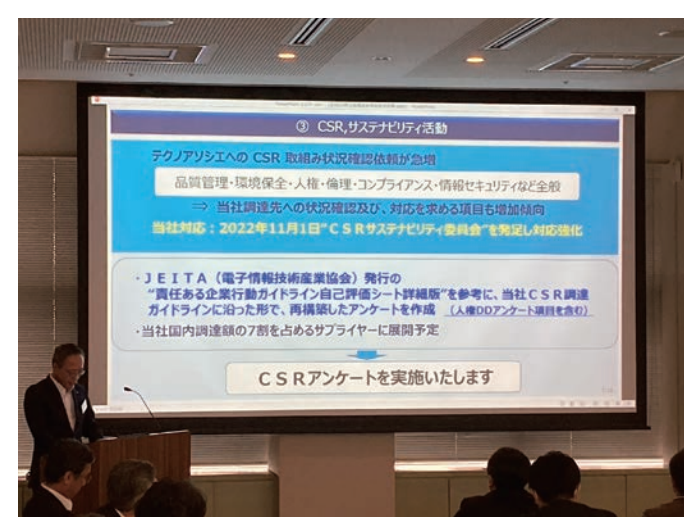 ③ CSR,サステナビリティ活動
テクノアソシエへの CSR 取組み状況確認依頼が急増
品質管理・環境保全・人権・倫理・コンプライアンス・情報セキュリティなど全般
⇒ 当社調達先への状況確認及び、対応を求める項目も増加傾向
当社対応：2022年11月1日“ＣＳＲサステナビリティ委員会”を発足し対応強化
・ＪＥＩＴＡ（電子情報技術産業協会）発行の
“責任ある企業行動ガイドライン自己評価シート詳細版”を参考に、当社ＣＳＲ調達
ガイドラインに沿った形で、再構築したアンケートを作成 （人権DDアンケート項目を含む）
・当社国内調達額の7割を占めるサプライヤーに展開予定
ＣＳＲアンケートを実施いたします